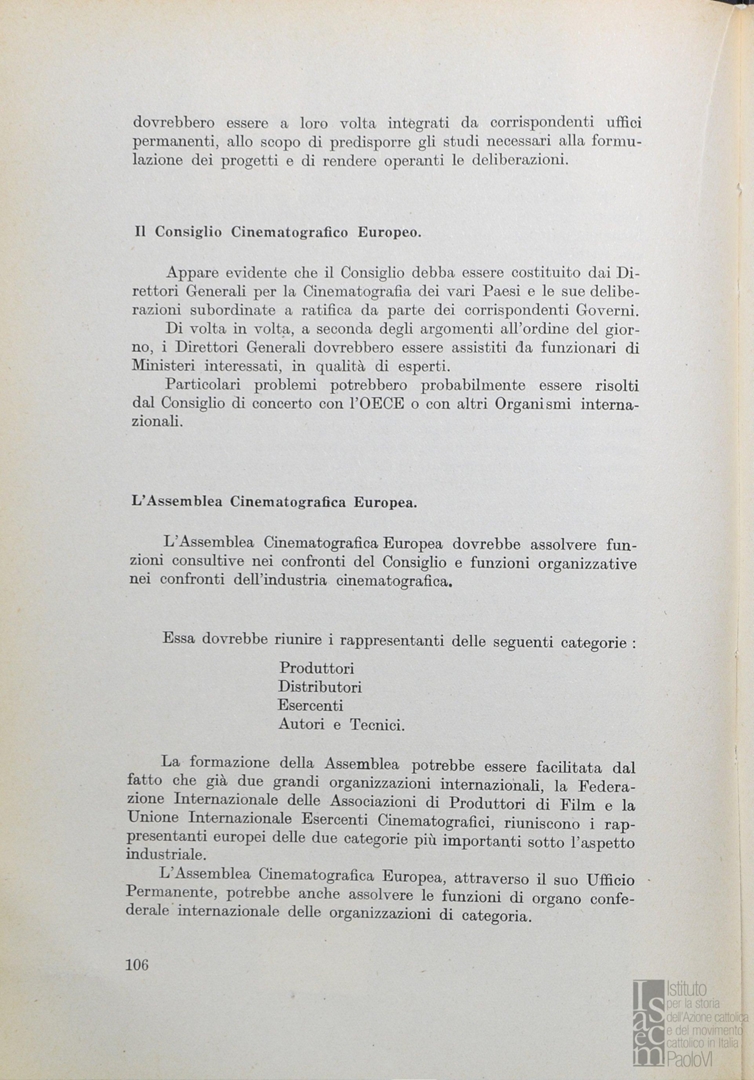 dovrebbero essere a loro volta integrati da corrispondenti uffici
permanenti, allo scopo di predisporre gli studi necessari alla formu-
lazione dei progetti e di rendere operanti le deliberazioni.
Il Consiglio Cinematografico Europeo.
Appare evidente che il Consiglio debba essere costituito dai Di-
rettori Generali per la Cinematografia dei vari Paesi e le sue delibe-
razioni subordinate a ratifica da parte dei corrispondenti Governi.
Di volta in volta, a seconda degli argomenti all'ordine del gior-
no, i Direttori Generali dovrebbero essere assistiti da funzionari di
Ministeri interessati, in qualità di esperti.
Particolari problemi potrebbero probabilmente essere risolti
dal Consiglio di concerto con l'OECE o con altri Organismi interna-
zionali.
L'Assemblea Cinematografica Europea.
L'Assemblea Cinematografica Europea dovrebbe assolvere fun-
zioni consultive nei confronti del Consiglio e funzioni organizzative
nei confronti dell'industria cinematografica.
Essa dovrebbe riunire i rappresentanti delle seguenti categorie :
Produttori
Distributori
Esercenti
Autori e Tecnici.
La formazione della Assemblea potrebbe essere facilitata dal
fatto che già due grandi organizzazioni internazionali, la Federa-
zione Internazionale delle Associazioni di Produttori di Film e la
Unione Internazionale Esercenti Cinematografici, riuniscono i rap-
presentanti europei delle due categorie più importanti sotto l'aspetto
industriale.
L'Assemblea Cinematografica Europea, attraverso il suo Ufficio
Permanente, potrebbe anche assolvere le funzioni di organo confe-
derale internazionale delle organizzazioni di categoria.
106
Isacem
Istituto
per la storia
dell'Azione cattolica
e del movimento
cattolico in Italia
PaoloVI